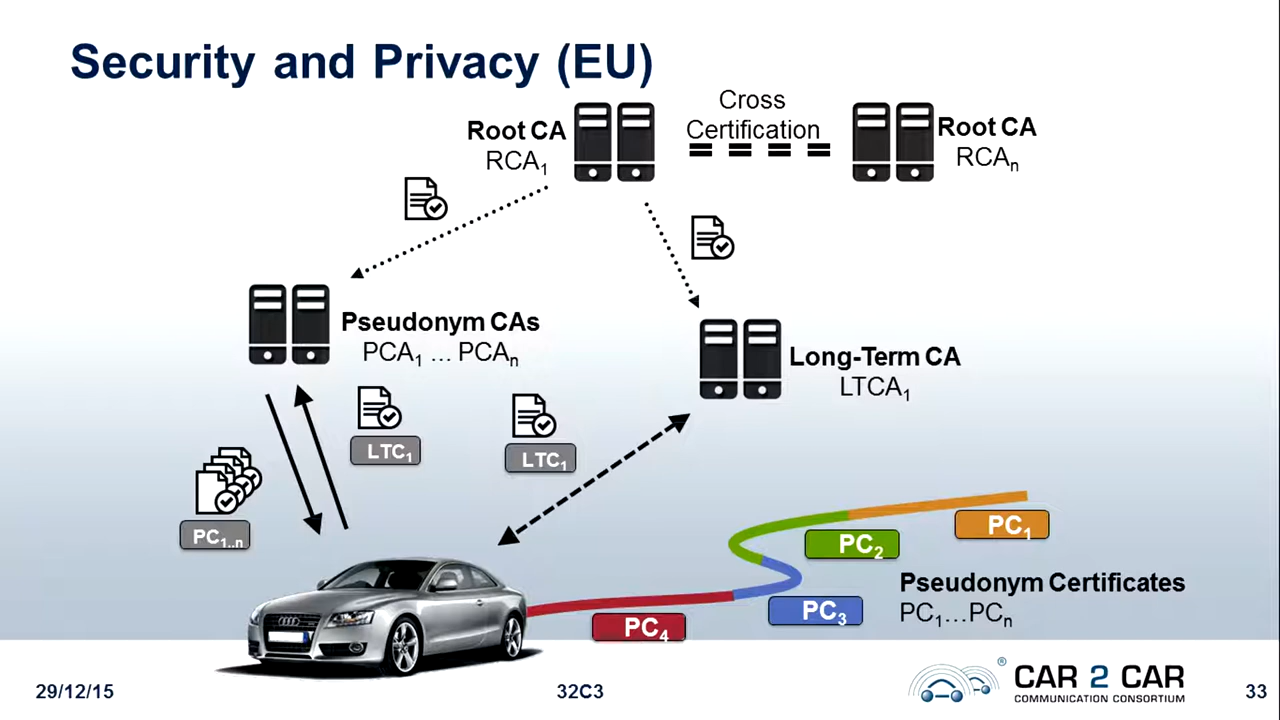 Security and Privacy (EU)
Cross
Certification
Root CA
RCA₁
Root CA
RCAₙ
Pseudonym CAs
PCA₁ ... PCAₙ
Long-Term CA
LTCA₁
LTC₁
LTC₁
PC₁..ₙ
PC₁
PC₂
PC₃
PC₄
Pseudonym Certificates
PC₁...PCₙ
29/12/15
32C3
®
CAR 2 CAR
COMMUNICATION CONSORTIUM
33